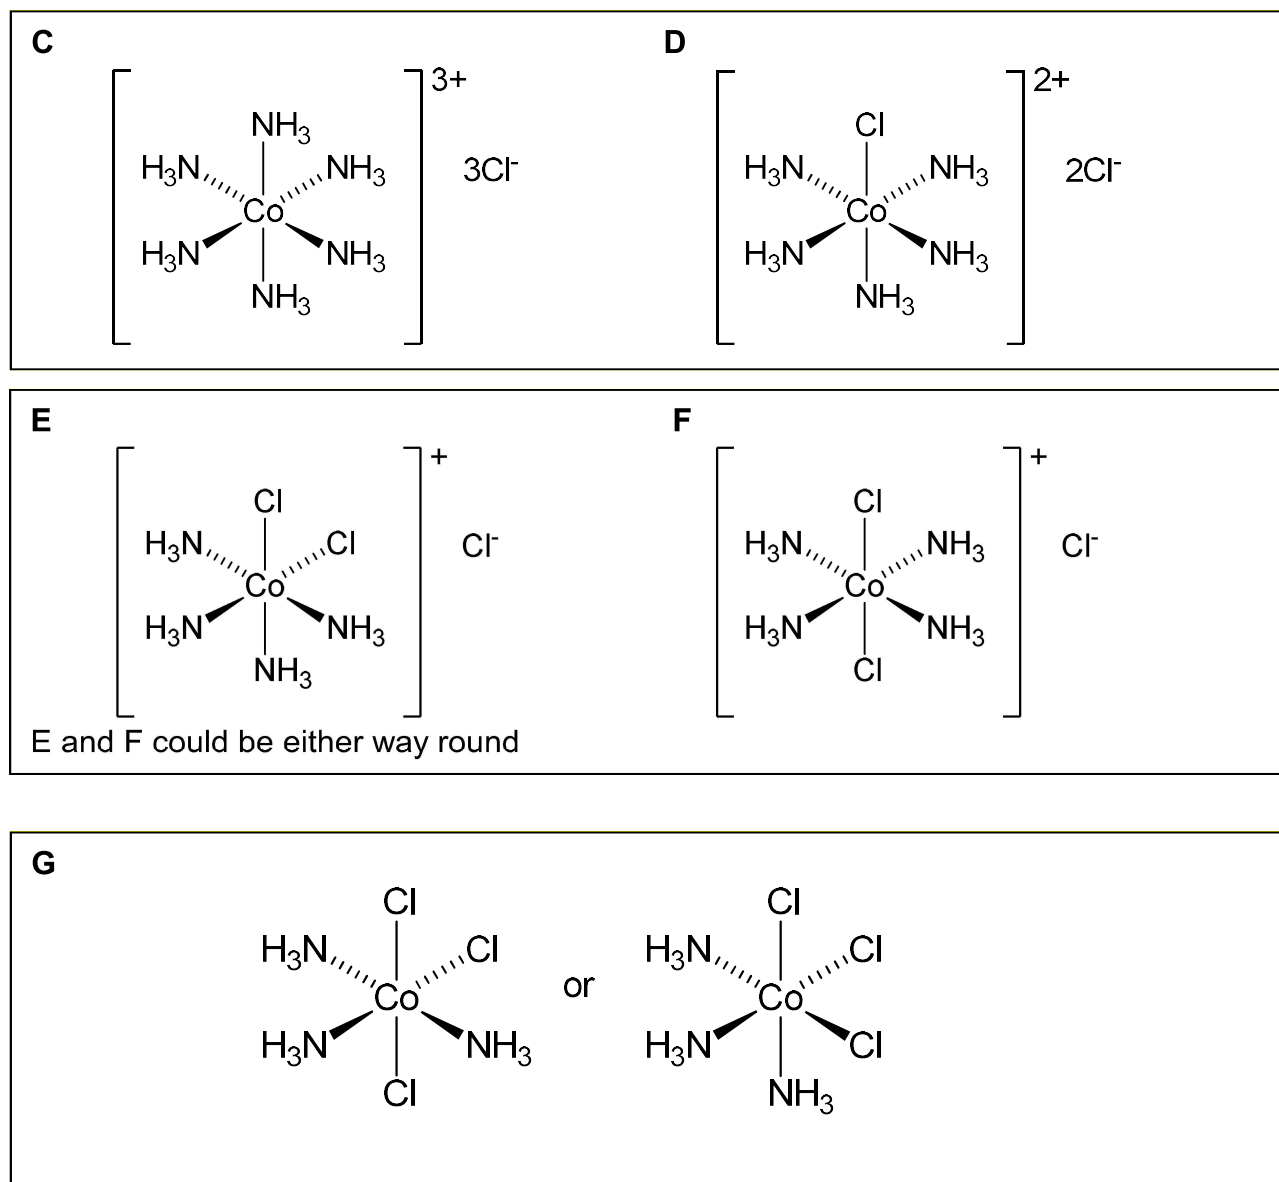 C D
3+ 2+
NH3 Cl
H3N NH3 3Cl- H3N NH3 2Cl-
Co Co
H3N NH3 H3N NH3
NH3 NH3
E F
+ +
Cl Cl
H3N Cl Cl- H3N NH3 Cl-
Co Co
H3N NH3 H3N NH3
NH3 Cl
E and F could be either way round
G
Cl Cl
H3N Cl or H3N Cl
Co Co
H3N NH3 H3N Cl
Cl NH3